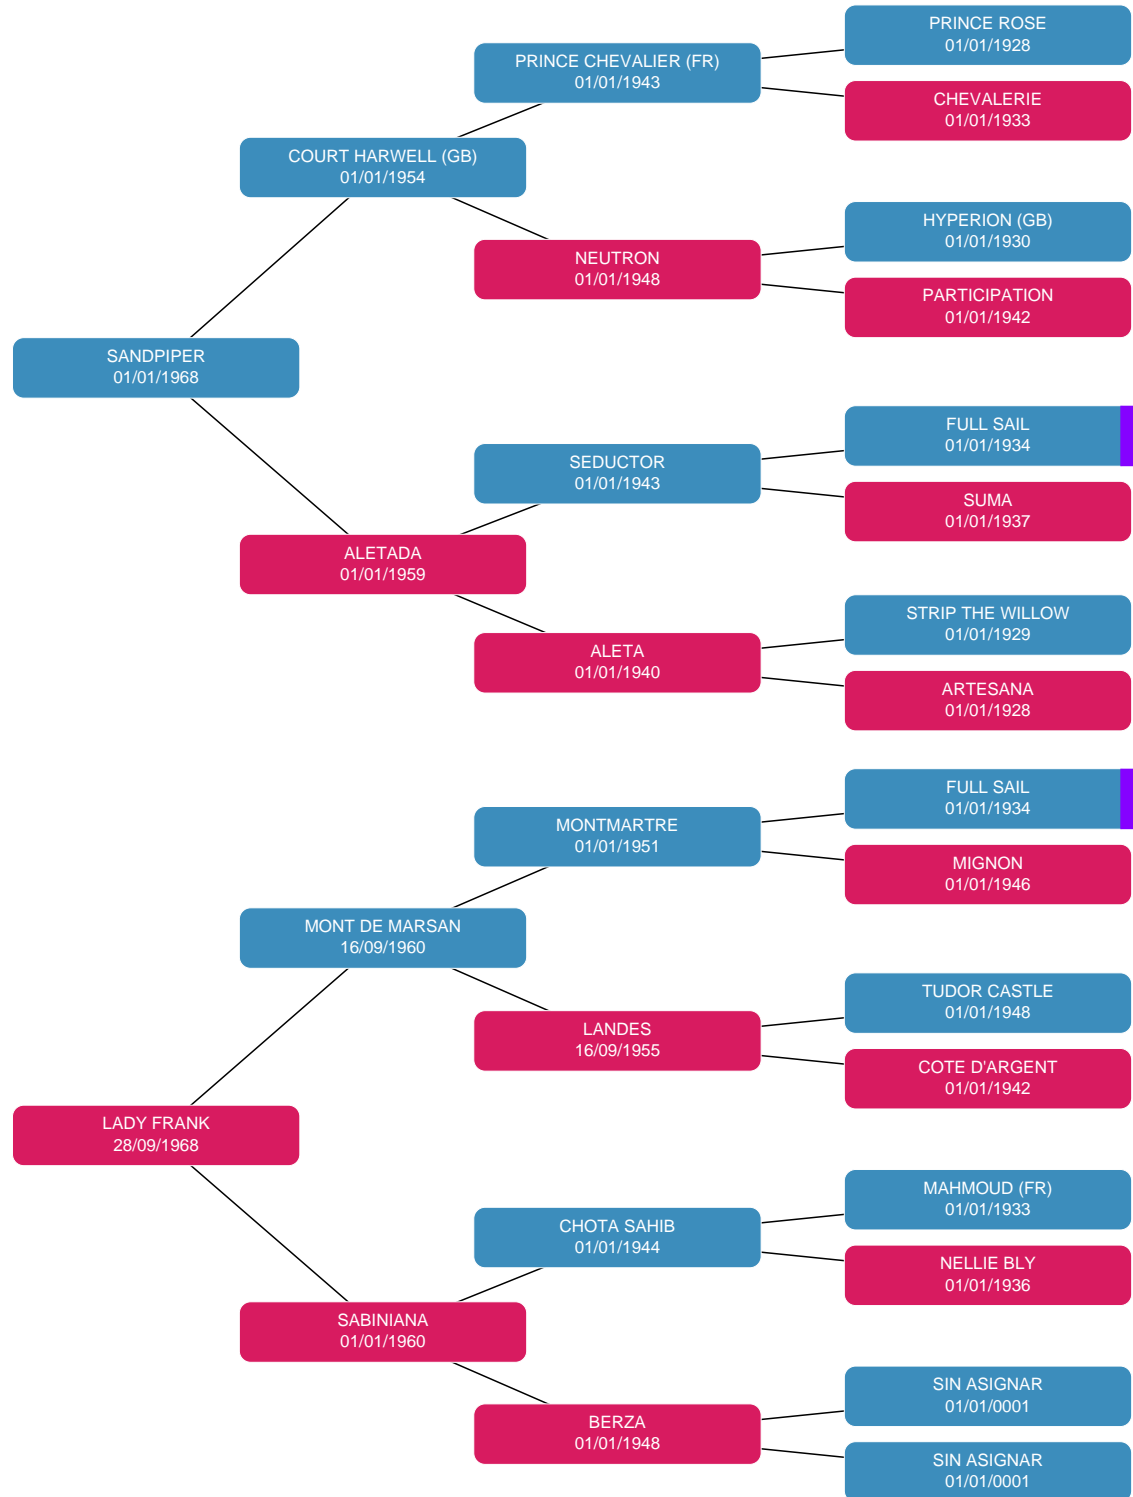 PRINCE ROSE
01/01/1928
PRINCE CHEVALIER (FR)
01/01/1943
CHEVALERIE
01/01/1933
COURT HARWELL (GB)
01/01/1954
HYPERION (GB)
01/01/1930
NEUTRON
01/01/1948
PARTICIPATION
01/01/1942
SANDPIPER
01/01/1968
FULL SAIL
01/01/1934
SEDUCTOR
01/01/1943
SUMA
01/01/1937
ALETADA
01/01/1959
STRIP THE WILLOW
01/01/1929
ALETA
01/01/1940
ARTESANA
01/01/1928
FULL SAIL
01/01/1934
MONTMARTRE
01/01/1951
MIGNON
01/01/1946
MONT DE MARSAN
16/09/1960
TUDOR CASTLE
01/01/1948
LANDES
16/09/1955
COTE D'ARGENT
01/01/1942
LADY FRANK
28/09/1968
MAHMOUD (FR)
01/01/1933
CHOTA SAHIB
01/01/1944
NELLIE BLY
01/01/1936
SABINIANA
01/01/1960
SIN ASIGNAR
01/01/0001
BERZA
01/01/1948
SIN ASIGNAR
01/01/0001